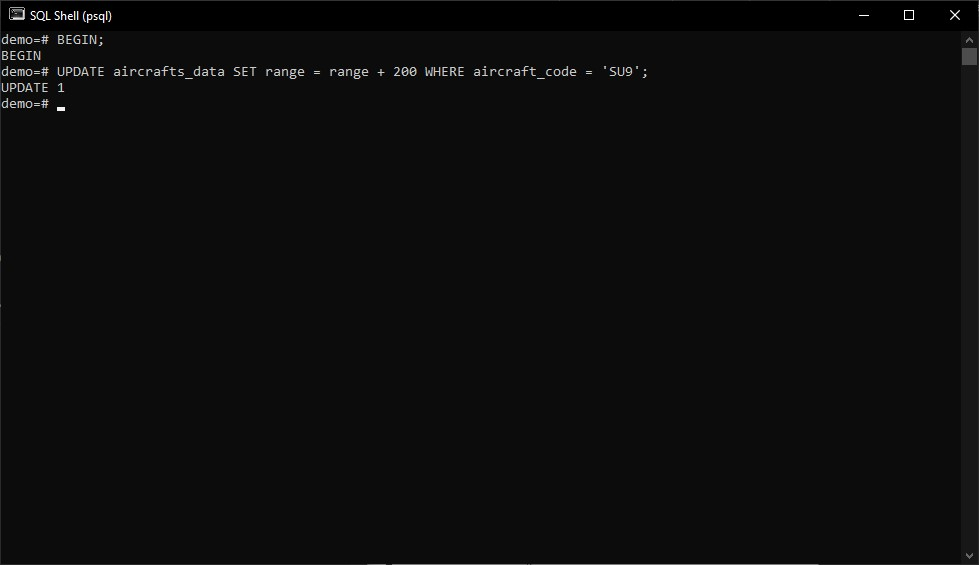 SQL Shell (psql)
demo=# BEGIN;
BEGIN
demo=# UPDATE aircrafts_data SET range = range + 200 WHERE aircraft_code = 'SU9';
UPDATE 1
demo=#